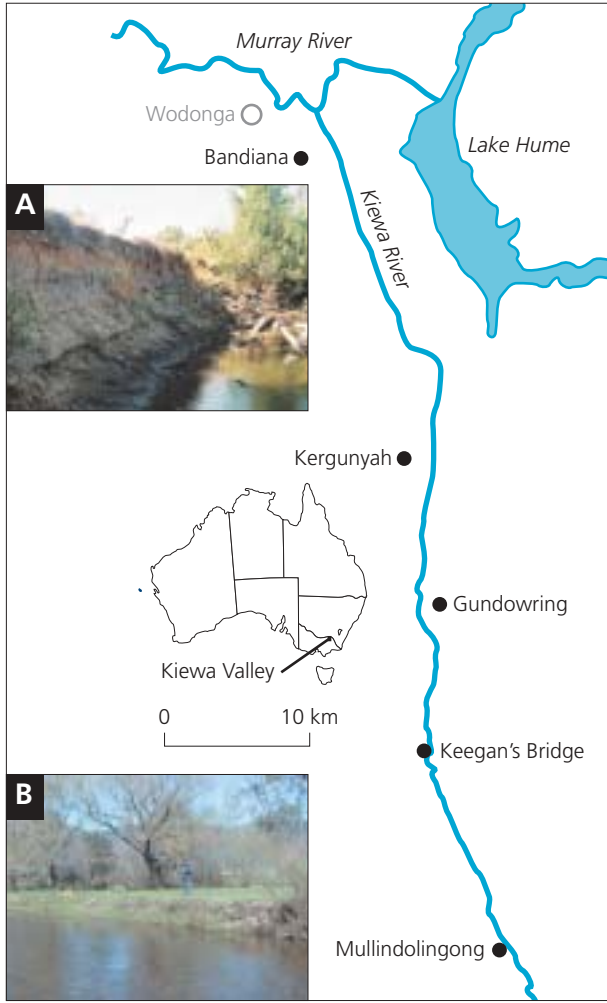 Murray River
Wodonga
Lake Hume
Bandiana
A
Kiewa River
Kergunyah
Gundowring
Kiewa Valley
0 10 km
Keegan's Bridge
B
Mullindolingong